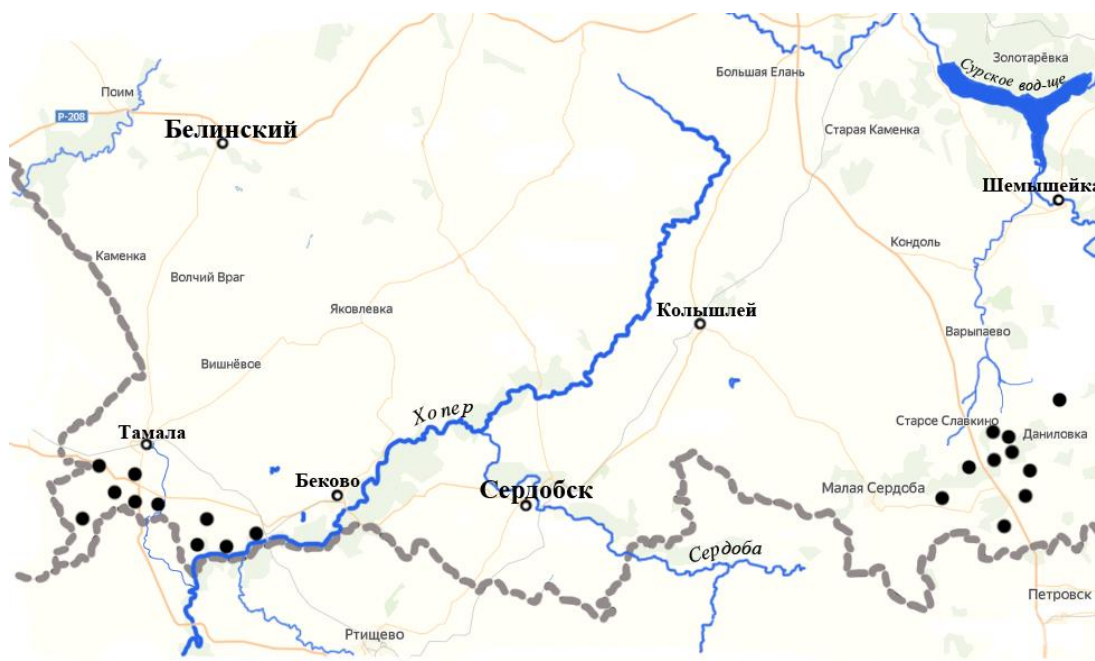 Золотарёвка
Сурское вод-ще
Большая Елань
Поим
Р-208
Белинский
Старая Каменка
Шемышейка
Кондоль
Каменка
Волчий Враг
Яковлевка
Колышлей
Варыпаево
Вишнёвое
Хопер
Старсе Славкино
Даниловка
Тамала
Беково
Сердобск
Малая Сердоба
Сердоба
Петровск
Ртищево